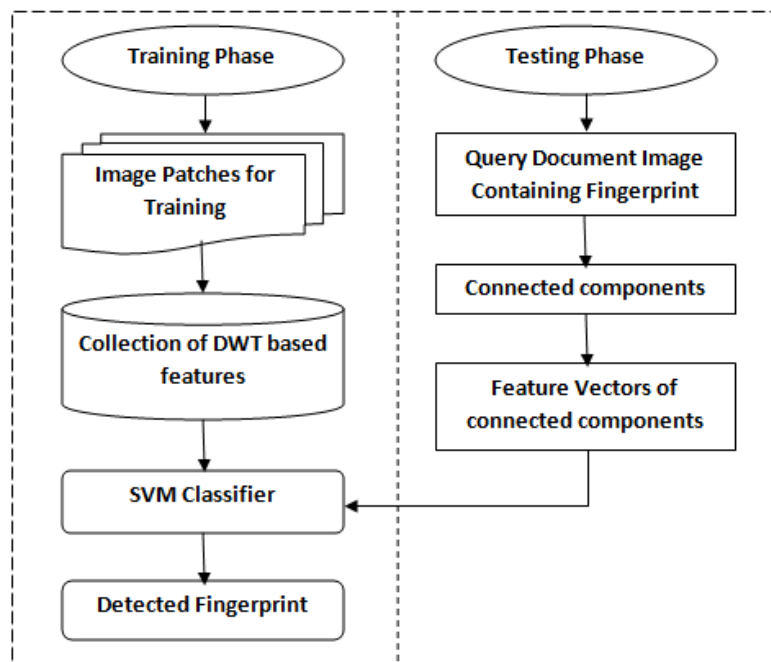 Training Phase
Image Patches for
Training
Collection of DWT based
features
SVM Classifier
Detected Fingerprint
Testing Phase
Query Document Image
Containing Fingerprint
Connected components
Feature Vectors of
connected components